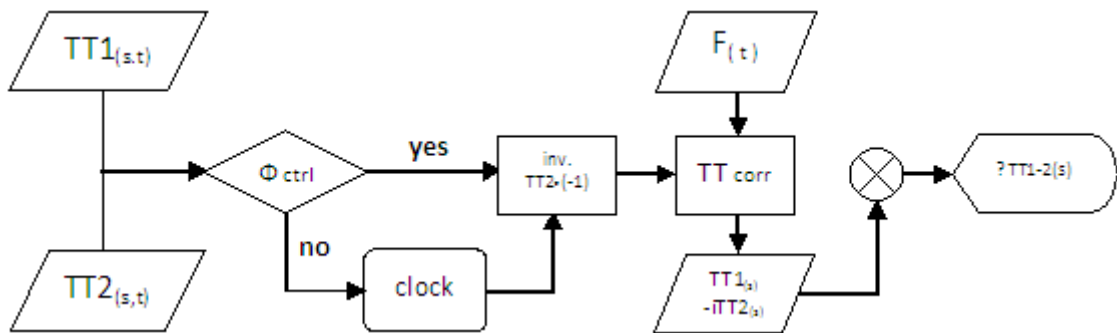 TT1(s.t)
F( t )
yes
Φ ctrl
inv.
TT2*(-1)
TT corr
? TT1-2(s)
no
clock
TT2(s,t)
TT1(s)
-iTT2(s)